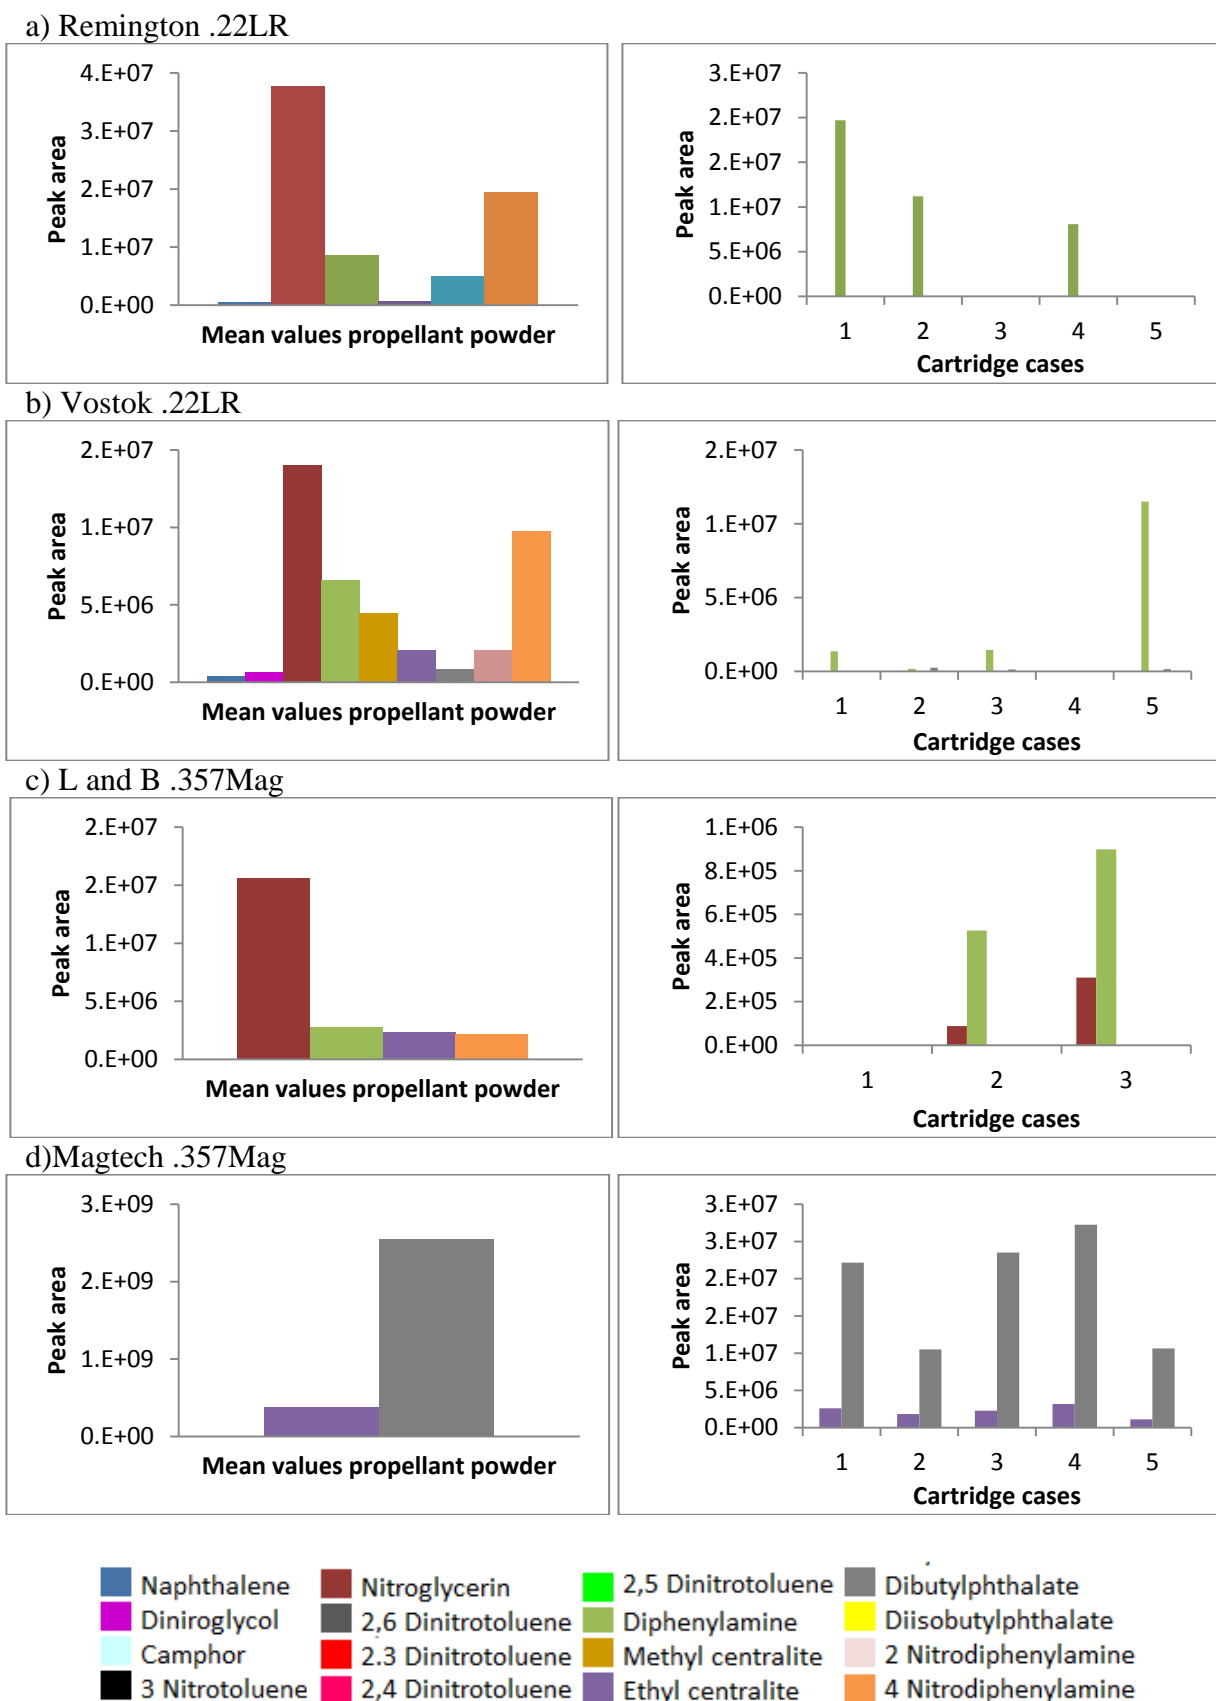 a) Remington .22LR
4.E+07
3.E+07
2.E+07
1.E+07
0.E+00
Peak area
Mean values propellant powder
3.E+07
2.E+07
2.E+07
1.E+07
5.E+06
0.E+00
Peak area
1 2 3 4 5
Cartridge cases
b) Vostok .22LR
2.E+07
1.E+07
5.E+06
0.E+00
Peak area
Mean values propellant powder
2.E+07
1.E+07
5.E+06
0.E+00
Peak area
1 2 3 4 5
Cartridge cases
c) L and B .357Mag
2.E+07
2.E+07
1.E+07
5.E+06
0.E+00
Peak area
Mean values propellant powder
1.E+06
8.E+05
6.E+05
4.E+05
2.E+05
0.E+00
Peak area
1 2 3
Cartridge cases
d)Magtech .357Mag
3.E+09
2.E+09
1.E+09
0.E+00
Peak area
Mean values propellant powder
3.E+07
3.E+07
2.E+07
2.E+07
1.E+07
5.E+06
0.E+00
Peak area
1 2 3 4 5
Cartridge cases
Naphthalene Nitroglycerin 2,5 Dinitrotoluene Dibutylphthalate
Diniroglycol 2,6 Dinitrotoluene Diphenylamine Diisobutylphthalate
Camphor 2.3 Dinitrotoluene Methyl centralite 2 Nitrodiphenylamine
3 Nitrotoluene 2,4 Dinitrotoluene Ethyl centralite 4 Nitrodiphenylamine